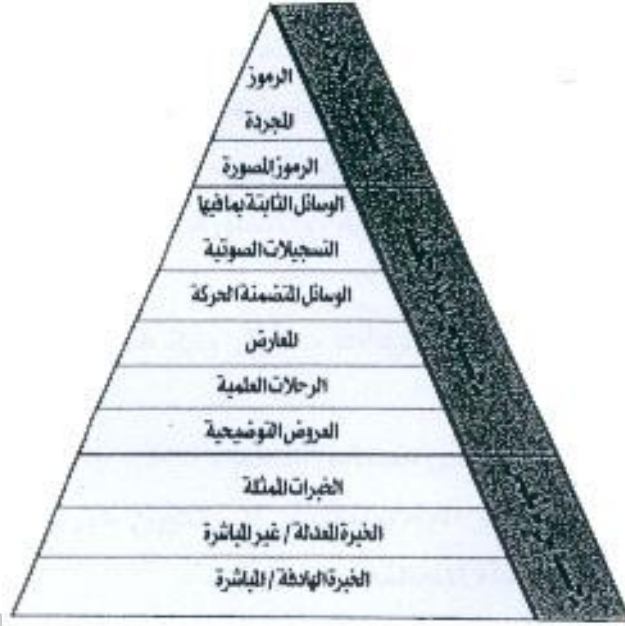 الرموز
المجردة
الرموز المصورة
الوسائل الثابتة بما فيها
التسجيلات الصوتية
الوسائل المتضمنة الحركة
المعارض
الرحلات العلمية
العروض التوضيحية
الخبرات الممثلة
الخبرة المعدلة / غير المباشرة
الخبرة الهادفة / المباشرة